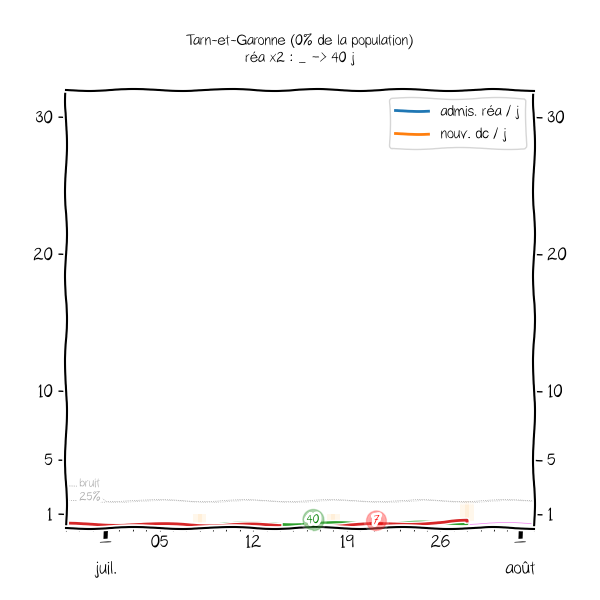 Tarn-et-Garonne (0% de la population)
réa x2 : _ -> 40 j
admis. réa / j
nouv. dc / j
30
30
20
20
10
10
5
5
bruit
25%
1
1
40
7
05
12
19
26
juil.
août